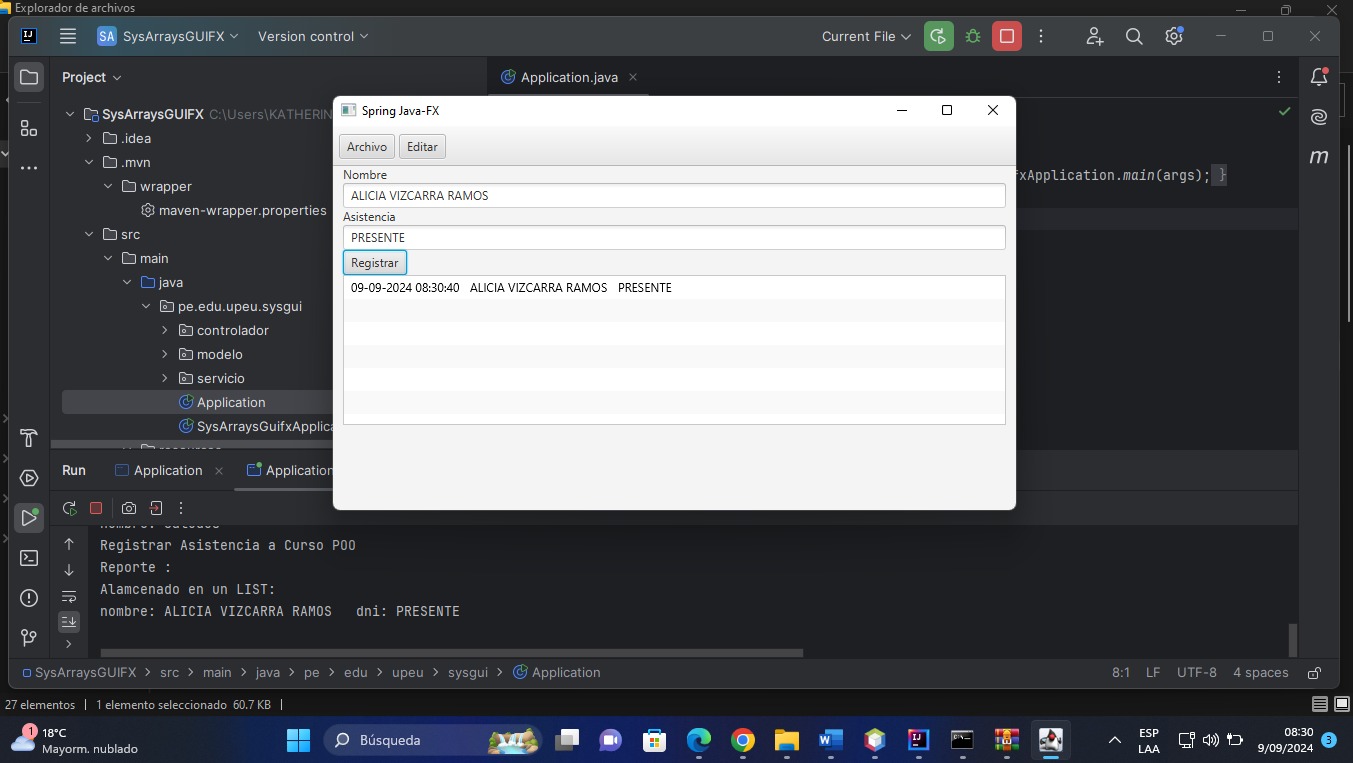 Explorador de archivos
SA SysArraysGUIFX Version control Current File
Project
Application.java
SysArraysGUIFX C:\Users\KATHERIN
.idea
.mvn
wrapper
maven-wrapper.properties
src
main
java
pe.edu.upeu.sysgui
controlador
modelo
servicio
Application
SysArraysGuifxApplica
xApplication.main(args); }
Spring Java-FX
Archivo Editar
Nombre
ALICIA VIZCARRA RAMOS
Asistencia
PRESENTE
Registrar
09-09-2024 08:30:40 ALICIA VIZCARRA RAMOS PRESENTE
Run Application Application
Registrar Asistencia a Curso POO
Reporte :
Alamcenado en un LIST:
nombre: ALICIA VIZCARRA RAMOS dni: PRESENTE
SysArraysGUIFX > src > main > java > pe > edu > upeu > sysgui > Application 8:1 LF UTF-8 4 spaces
27 elementos | 1 elemento seleccionado 60.7 KB |
1
18°C
Mayorm. nublado
Búsqueda
ESP
LAA
08:30
9/09/2024
3